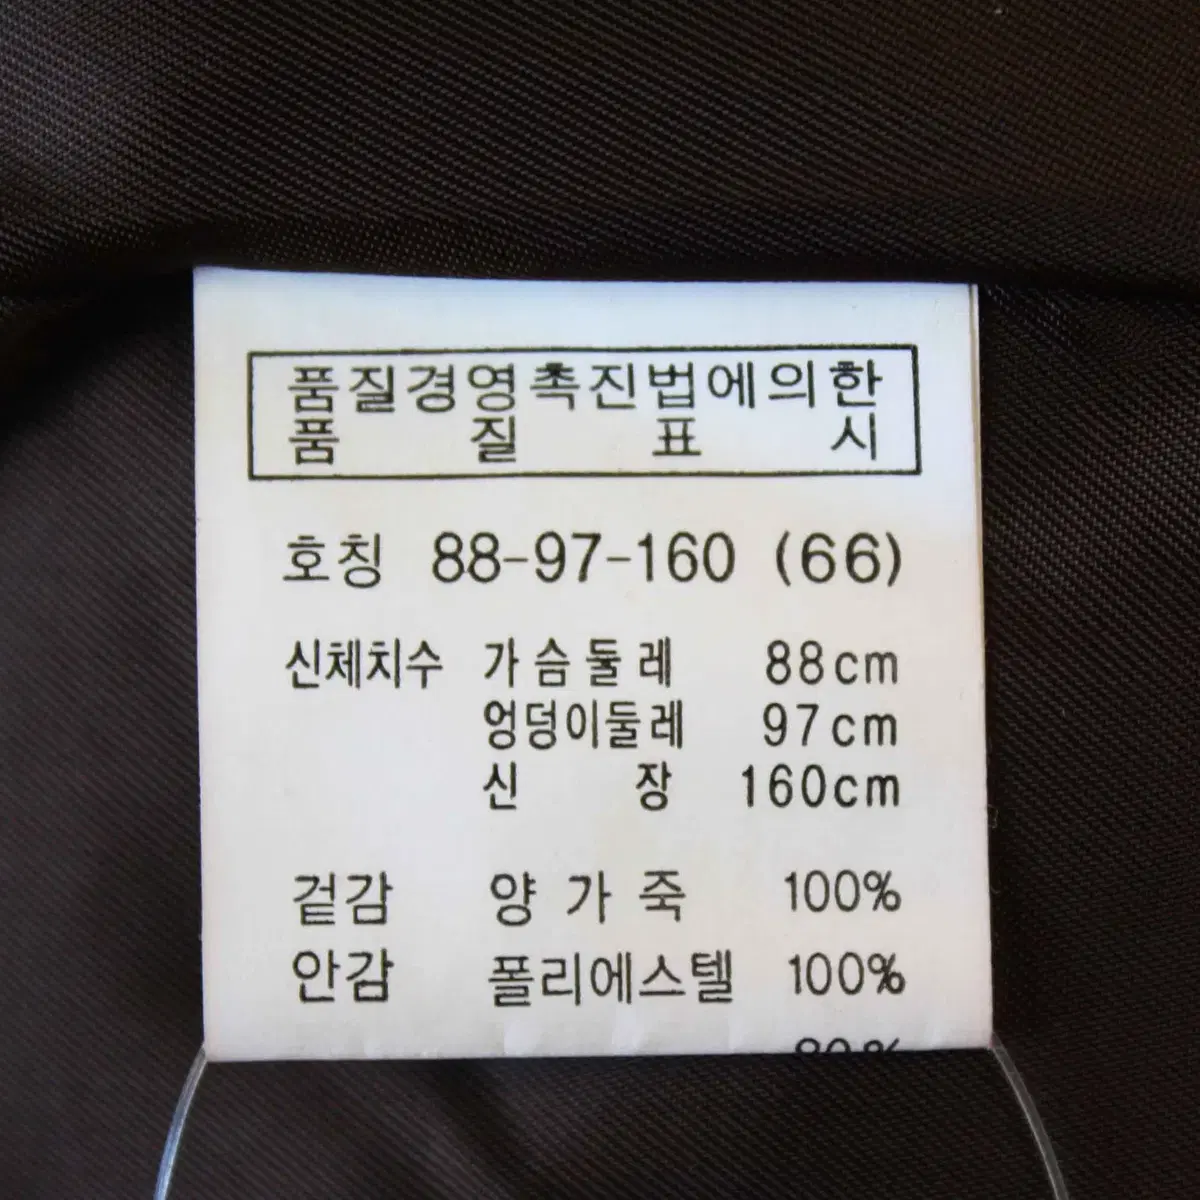 품질경영촉진법에의한
품 질 표 시
호칭 88-97-160 (66)
신체치수 가슴둘레 88cm
엉덩이둘레 97cm
신 장 160cm
겉감 양가죽 100%
안감 폴리에스텔 100%